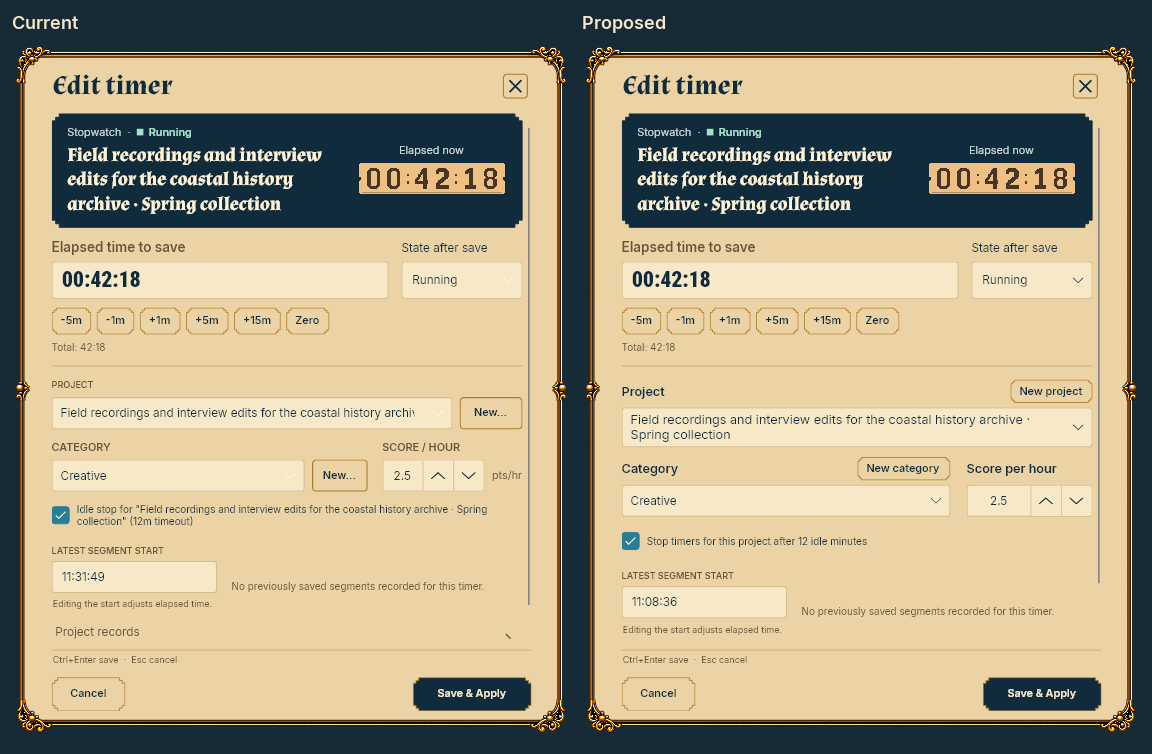 Current
Edit timer
Stopwatch · Running
Field recordings and interview
edits for the coastal history
archive · Spring collection
Elapsed now
00:42:18
Elapsed time to save
State after save
00:42:18
Running
-5m -1m +1m +5m +15m Zero
Total: 42:18
PROJECT
Field recordings and interview edits for the coastal history archiv
New...
CATEGORY
SCORE / HOUR
Creative
New...
2.5
pts/hr
Idle stop for "Field recordings and interview edits for the coastal history archive · Spring
collection" (12m timeout)
LATEST SEGMENT START
11:31:49
No previously saved segments recorded for this timer.
Editing the start adjusts elapsed time.
Project records
Ctrl+Enter save · Esc cancel
Cancel
Save & Apply
Proposed
Edit timer
Stopwatch · Running
Field recordings and interview
edits for the coastal history
archive · Spring collection
Elapsed now
00:42:18
Elapsed time to save
State after save
00:42:18
Running
-5m -1m +1m +5m +15m Zero
Total: 42:18
Project
New project
Field recordings and interview edits for the coastal history archive ·
Spring collection
Category
New category
Score per hour
Creative
2.5
Stop timers for this project after 12 idle minutes
LATEST SEGMENT START
11:08:36
No previously saved segments recorded for this timer.
Editing the start adjusts elapsed time.
Ctrl+Enter save · Esc cancel
Cancel
Save & Apply